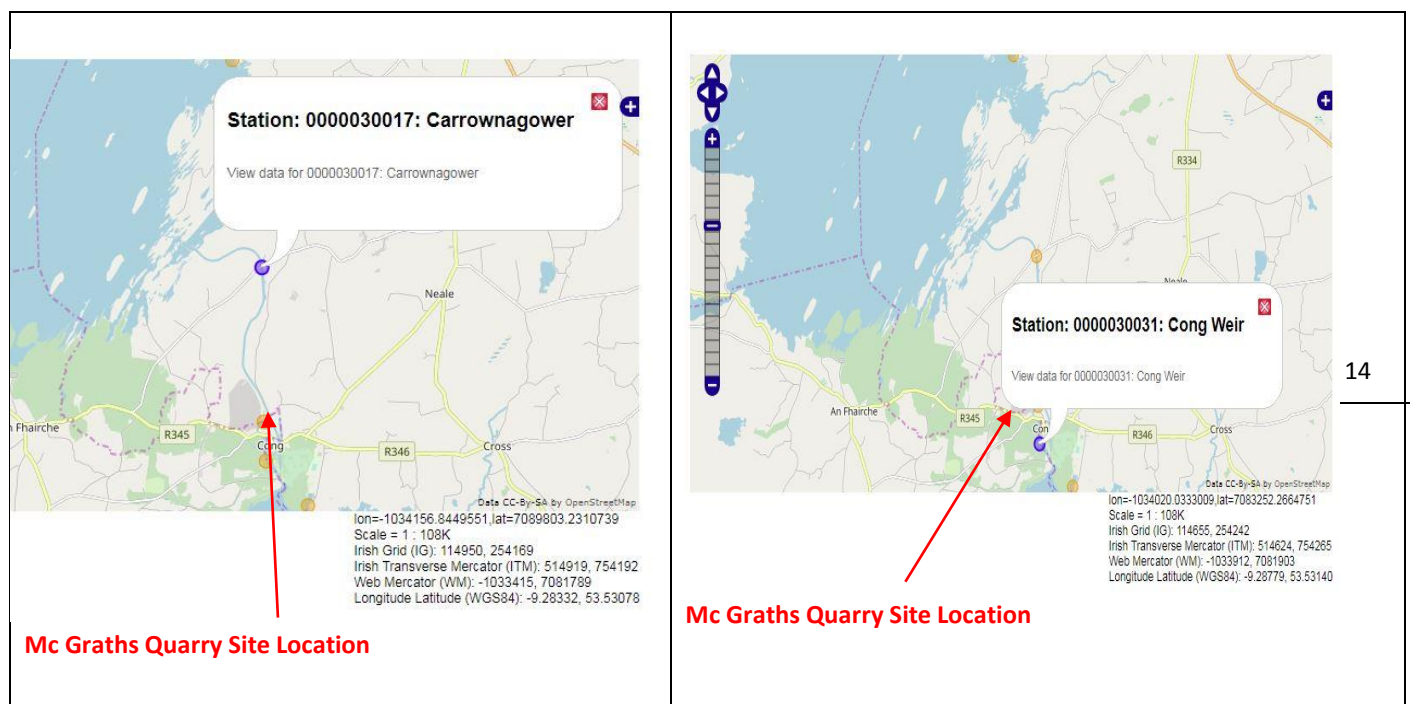 Station: 0000030017: Carrownagower
View data for 0000030017: Carrownagower
Neale
R345
Cong
R346
Cross
n Fhairche
Data CC-By-SA by OpenStreetMap
lon=-1034156.8449551,lat=7089803.2310739
Scale = 1 : 108K
Irish Grid (IG): 114950, 254169
Irish Transverse Mercator (ITM): 514919, 754192
Web Mercator (WM): -1033415, 7081789
Longitude Latitude (WGS84): -9.28332, 53.53078
Mc Graths Quarry Site Location
R334
Neale
Station: 0000030031: Cong Weir
View data for 0000030031: Cong Weir
An Fhairche
R345
Con
R346
Cross
Data CC-By-SA by OpenStreetMap
lon=-1034020.0333009,lat=7083252.2664751
Scale = 1 : 108K
Irish Grid (IG): 114655, 254242
Irish Transverse Mercator (ITM): 514624, 754265
Web Mercator (WM): -1033912, 7081903
Longitude Latitude (WGS84): -9.28779, 53.53140
Mc Graths Quarry Site Location
14